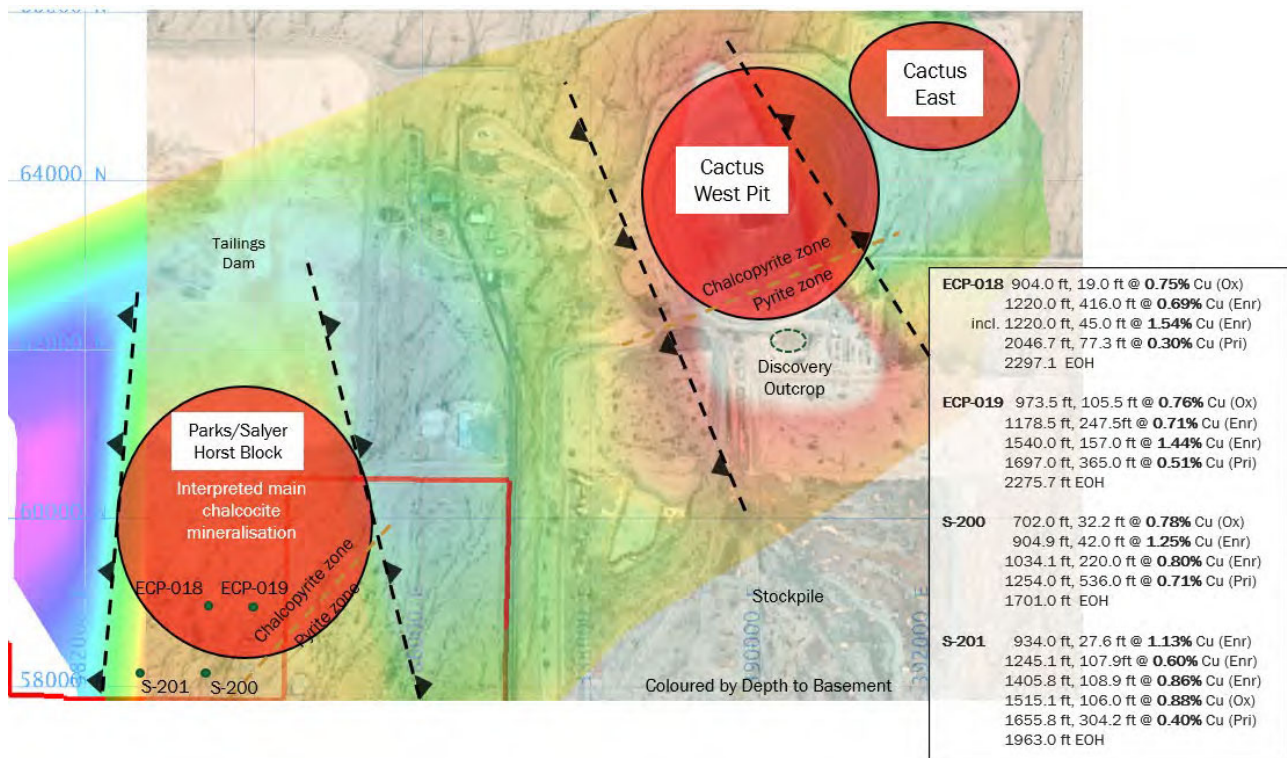 Cactus
East
Cactus
West Pit
64000 N
Tailings
Dam
Chalcopyrite zone
Pyrite zone
Discovery
Outcrop
Parks/Salyer
Horst Block
Interpreted main
chalcocite
mineralisation
60000 N
ECP-018 ECP-019
Chalcopyrite zone
Pyrite zone
Stockpile
58000 N
S-201 S-200
Coloured by Depth to Basement
392000 E
ECP-018 904.0 ft, 19.0 ft @ 0.75% Cu (Ox)
1220.0 ft, 416.0 ft @ 0.69% Cu (Enr)
incl. 1220.0 ft, 45.0 ft @ 1.54% Cu (Enr)
2046.7 ft, 77.3 ft @ 0.30% Cu (Pri)
2297.1 EOH
ECP-019 973.5 ft, 105.5 ft @ 0.76% Cu (Ox)
1178.5 ft, 247.5ft @ 0.71% Cu (Enr)
1540.0 ft, 157.0 ft @ 1.44% Cu (Enr)
1697.0 ft, 365.0 ft @ 0.51% Cu (Pri)
2275.7 ft EOH
S-200 702.0 ft, 32.2 ft @ 0.78% Cu (Ox)
904.9 ft, 42.0 ft @ 1.25% Cu (Enr)
1034.1 ft, 220.0 ft @ 0.80% Cu (Enr)
1254.0 ft, 536.0 ft @ 0.71% Cu (Pri)
1701.0 ft EOH
S-201 934.0 ft, 27.6 ft @ 1.13% Cu (Enr)
1245.1 ft, 107.9ft @ 0.60% Cu (Enr)
1405.8 ft, 108.9 ft @ 0.86% Cu (Enr)
1515.1 ft, 106.0 ft @ 0.88% Cu (Ox)
1655.8 ft, 304.2 ft @ 0.40% Cu (Pri)
1963.0 ft EOH